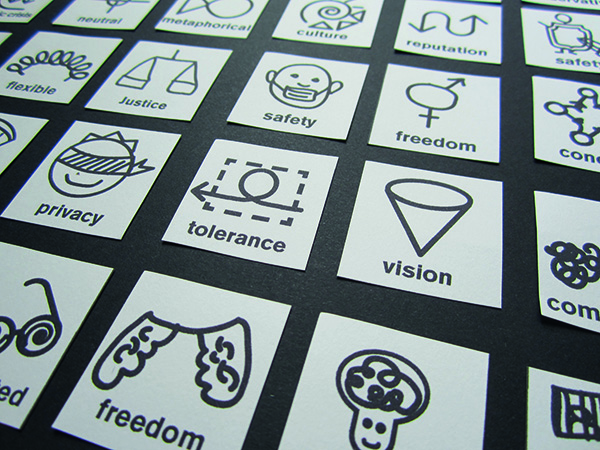 neutral
metaphorical
culture
reputation
flexible
Justice
safety
freedom
privacy
tolerance
vision
freedom